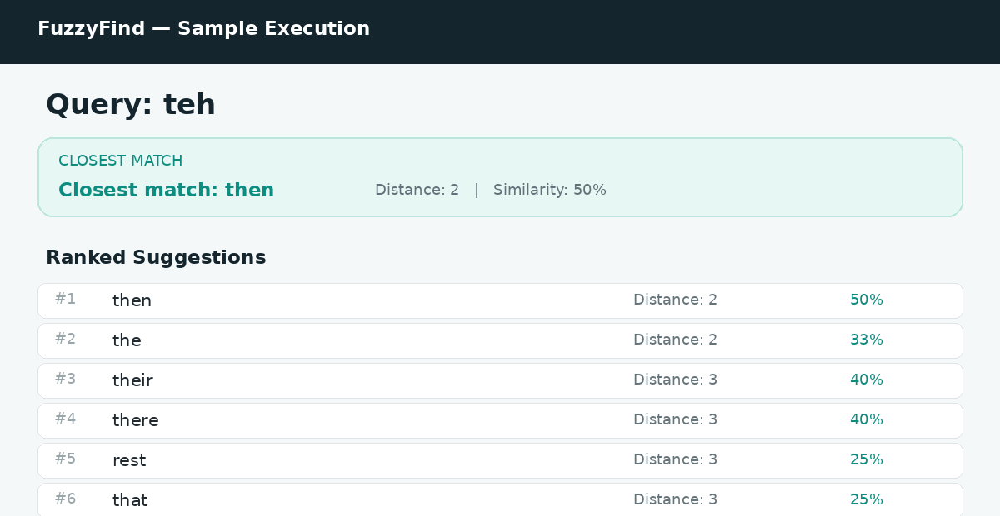 FuzzyFind — Sample Execution
Query: teh
CLOSEST MATCH
Closest match: then Distance: 2 | Similarity: 50%
Ranked Suggestions
#1 then Distance: 2 50%
#2 the Distance: 2 33%
#3 their Distance: 3 40%
#4 there Distance: 3 40%
#5 rest Distance: 3 25%
#6 that Distance: 3 25%